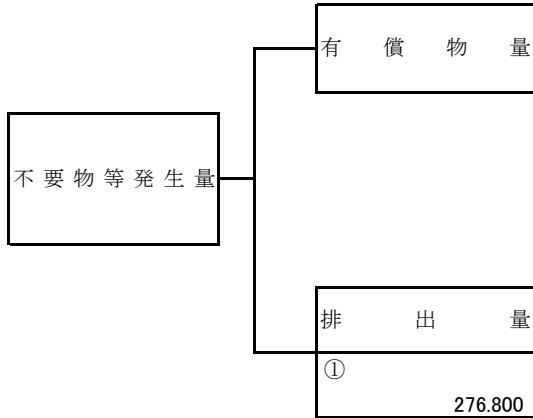 有償物量
不要物等発生量
排出量
①
276.800